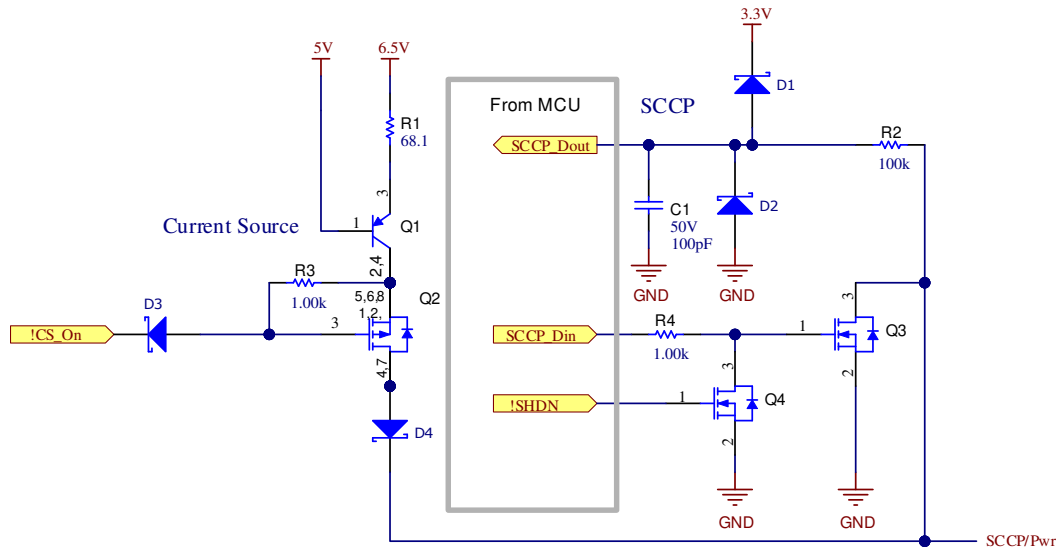 3.3V
5V
6.5V
D1
From MCU
SCCP
R1
68.1
SCCP_Dout
R2
100k
3
D2
Current Source
1
Q1
C1
50V
100pF
2,4
R3
1.00k
GND
GND
5,6,8
1,2,
Q2
D3
3
!CS_On
SCCP_Din
R4
1.00k
3
1
Q3
4,7
3
2
!SHDN
1
Q4
D4
2
GND
GND
SCCP/Pwr